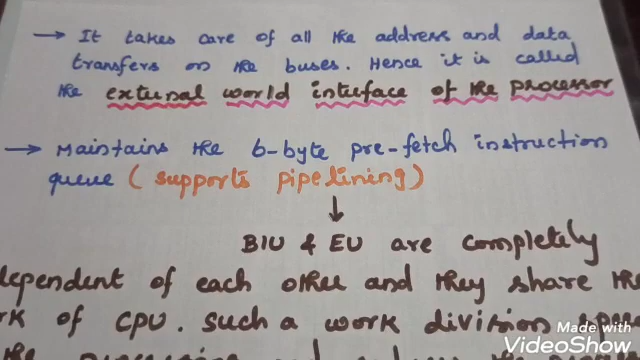 → It takes care of all the address and data
transfers on the buses. Hence it is called
the external world interface of the processor
→ Maintains the 6-byte pre-fetch instruction
queue (supports pipelining)
↓
BIU & EU are completely
dependent of each other and they share the
rk of CPU. Such a work division
Made with
VideoShow